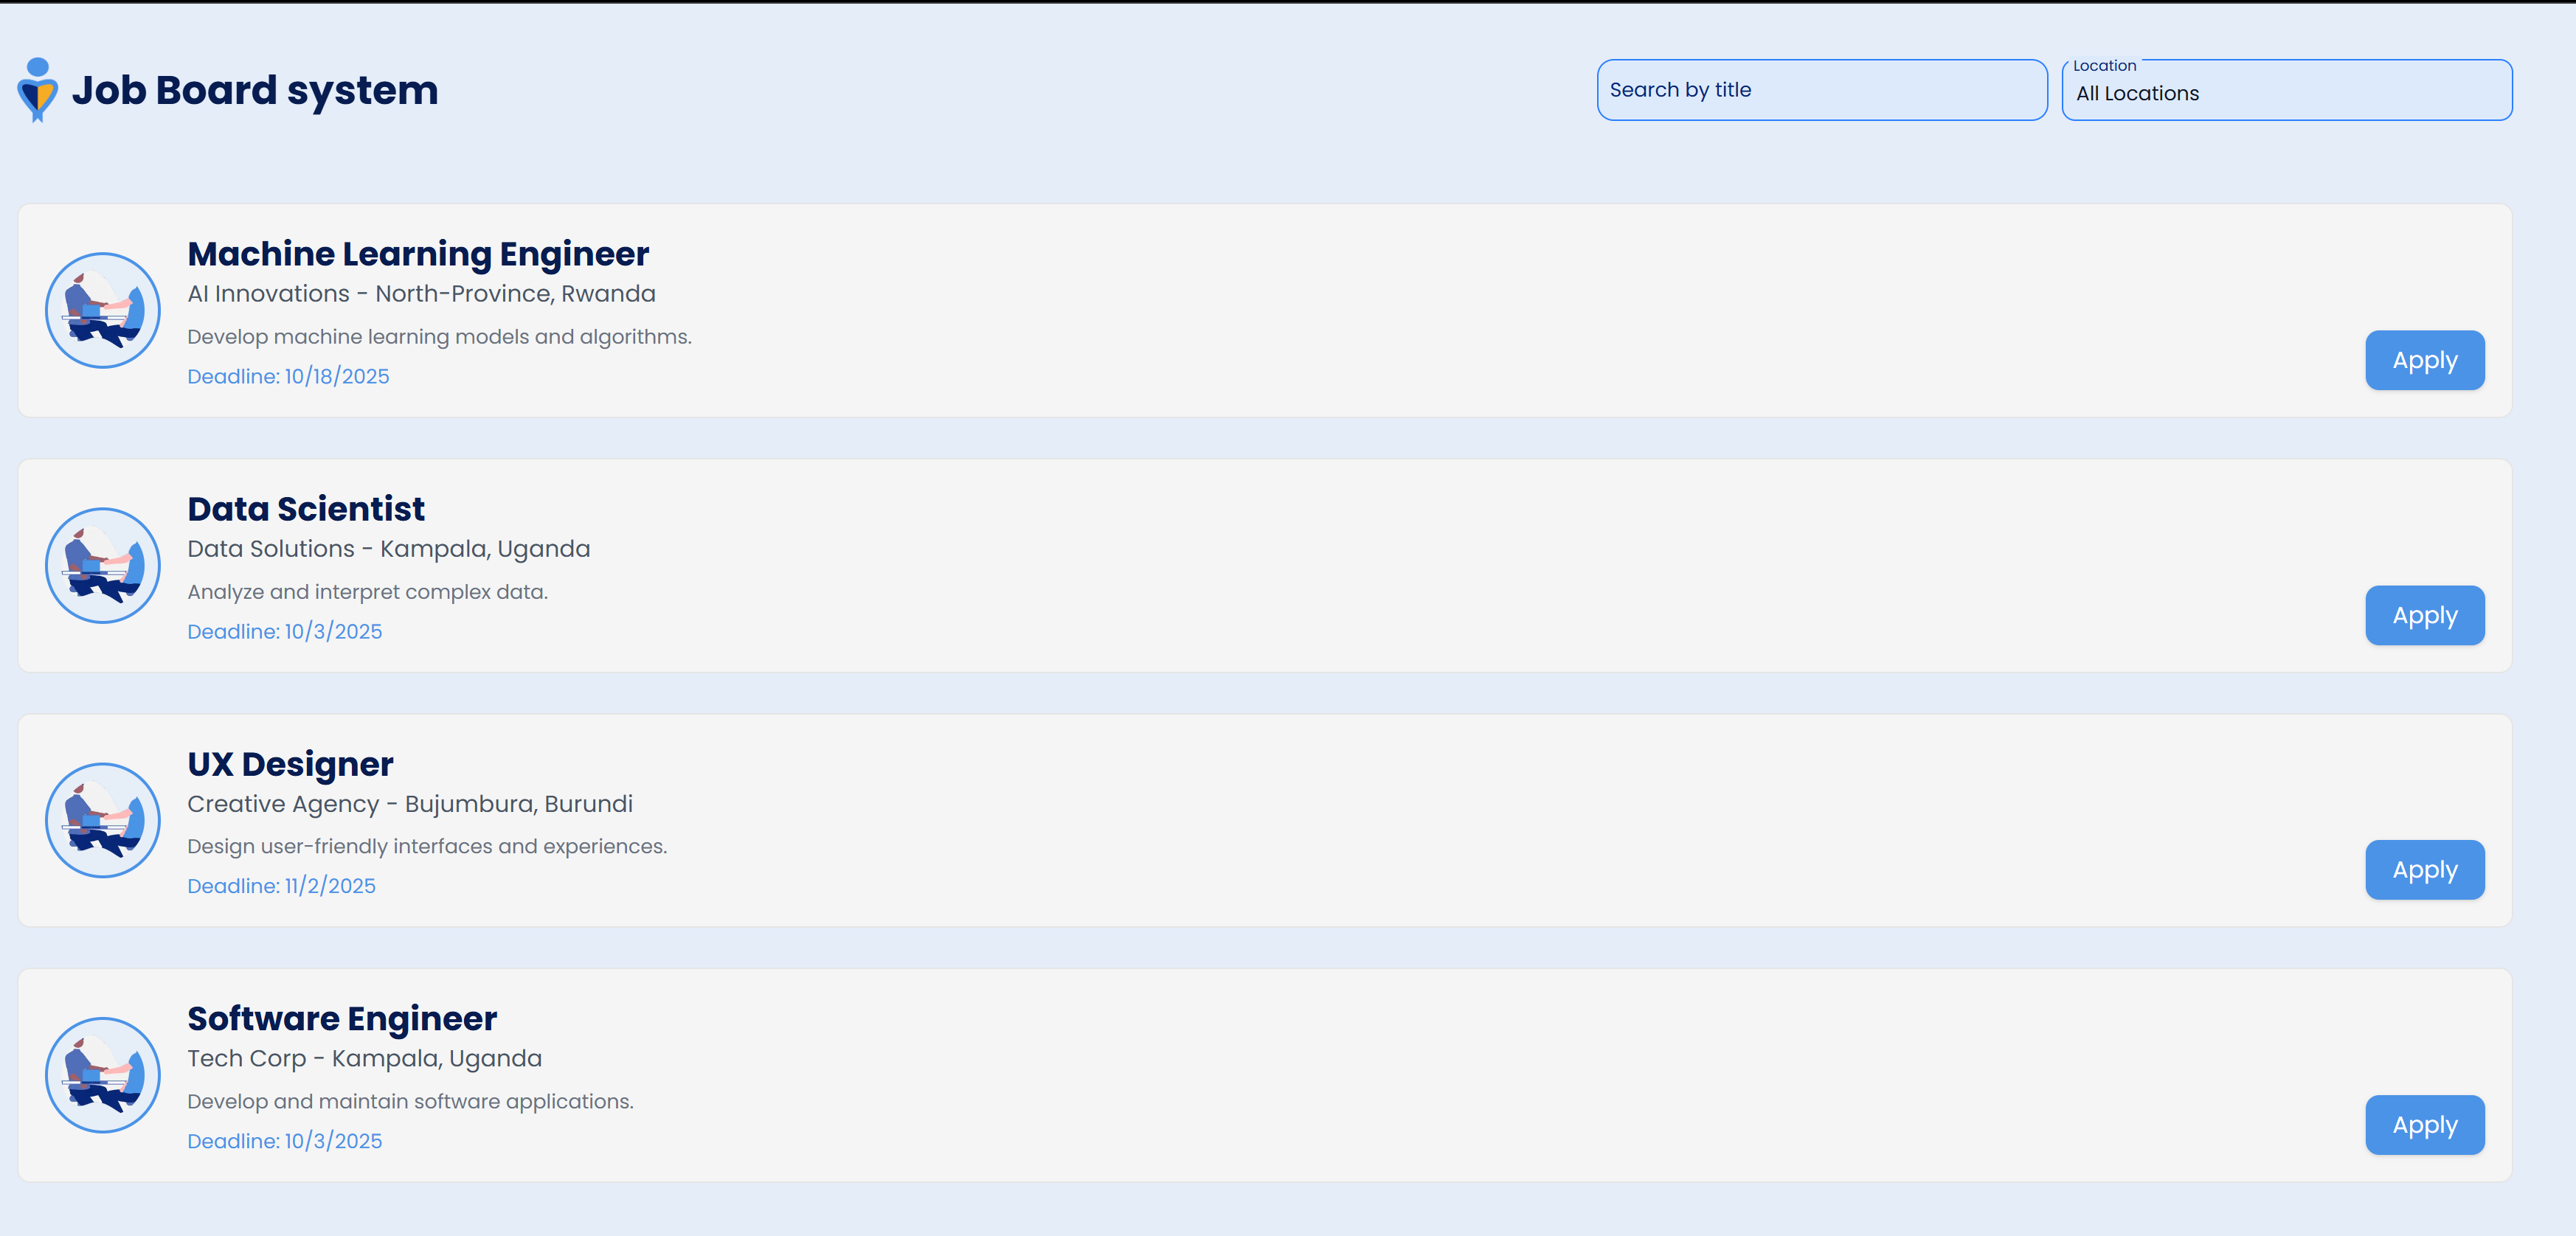 Job Board system
Search by title
Location
All Locations
Machine Learning Engineer
AI Innovations - North-Province, Rwanda
Develop machine learning models and algorithms.
Deadline: 10/18/2025
Apply
Data Scientist
Data Solutions - Kampala, Uganda
Analyze and interpret complex data.
Deadline: 10/3/2025
Apply
UX Designer
Creative Agency - Bujumbura, Burundi
Design user-friendly interfaces and experiences.
Deadline: 11/2/2025
Apply
Software Engineer
Tech Corp - Kampala, Uganda
Develop and maintain software applications.
Deadline: 10/3/2025
Apply